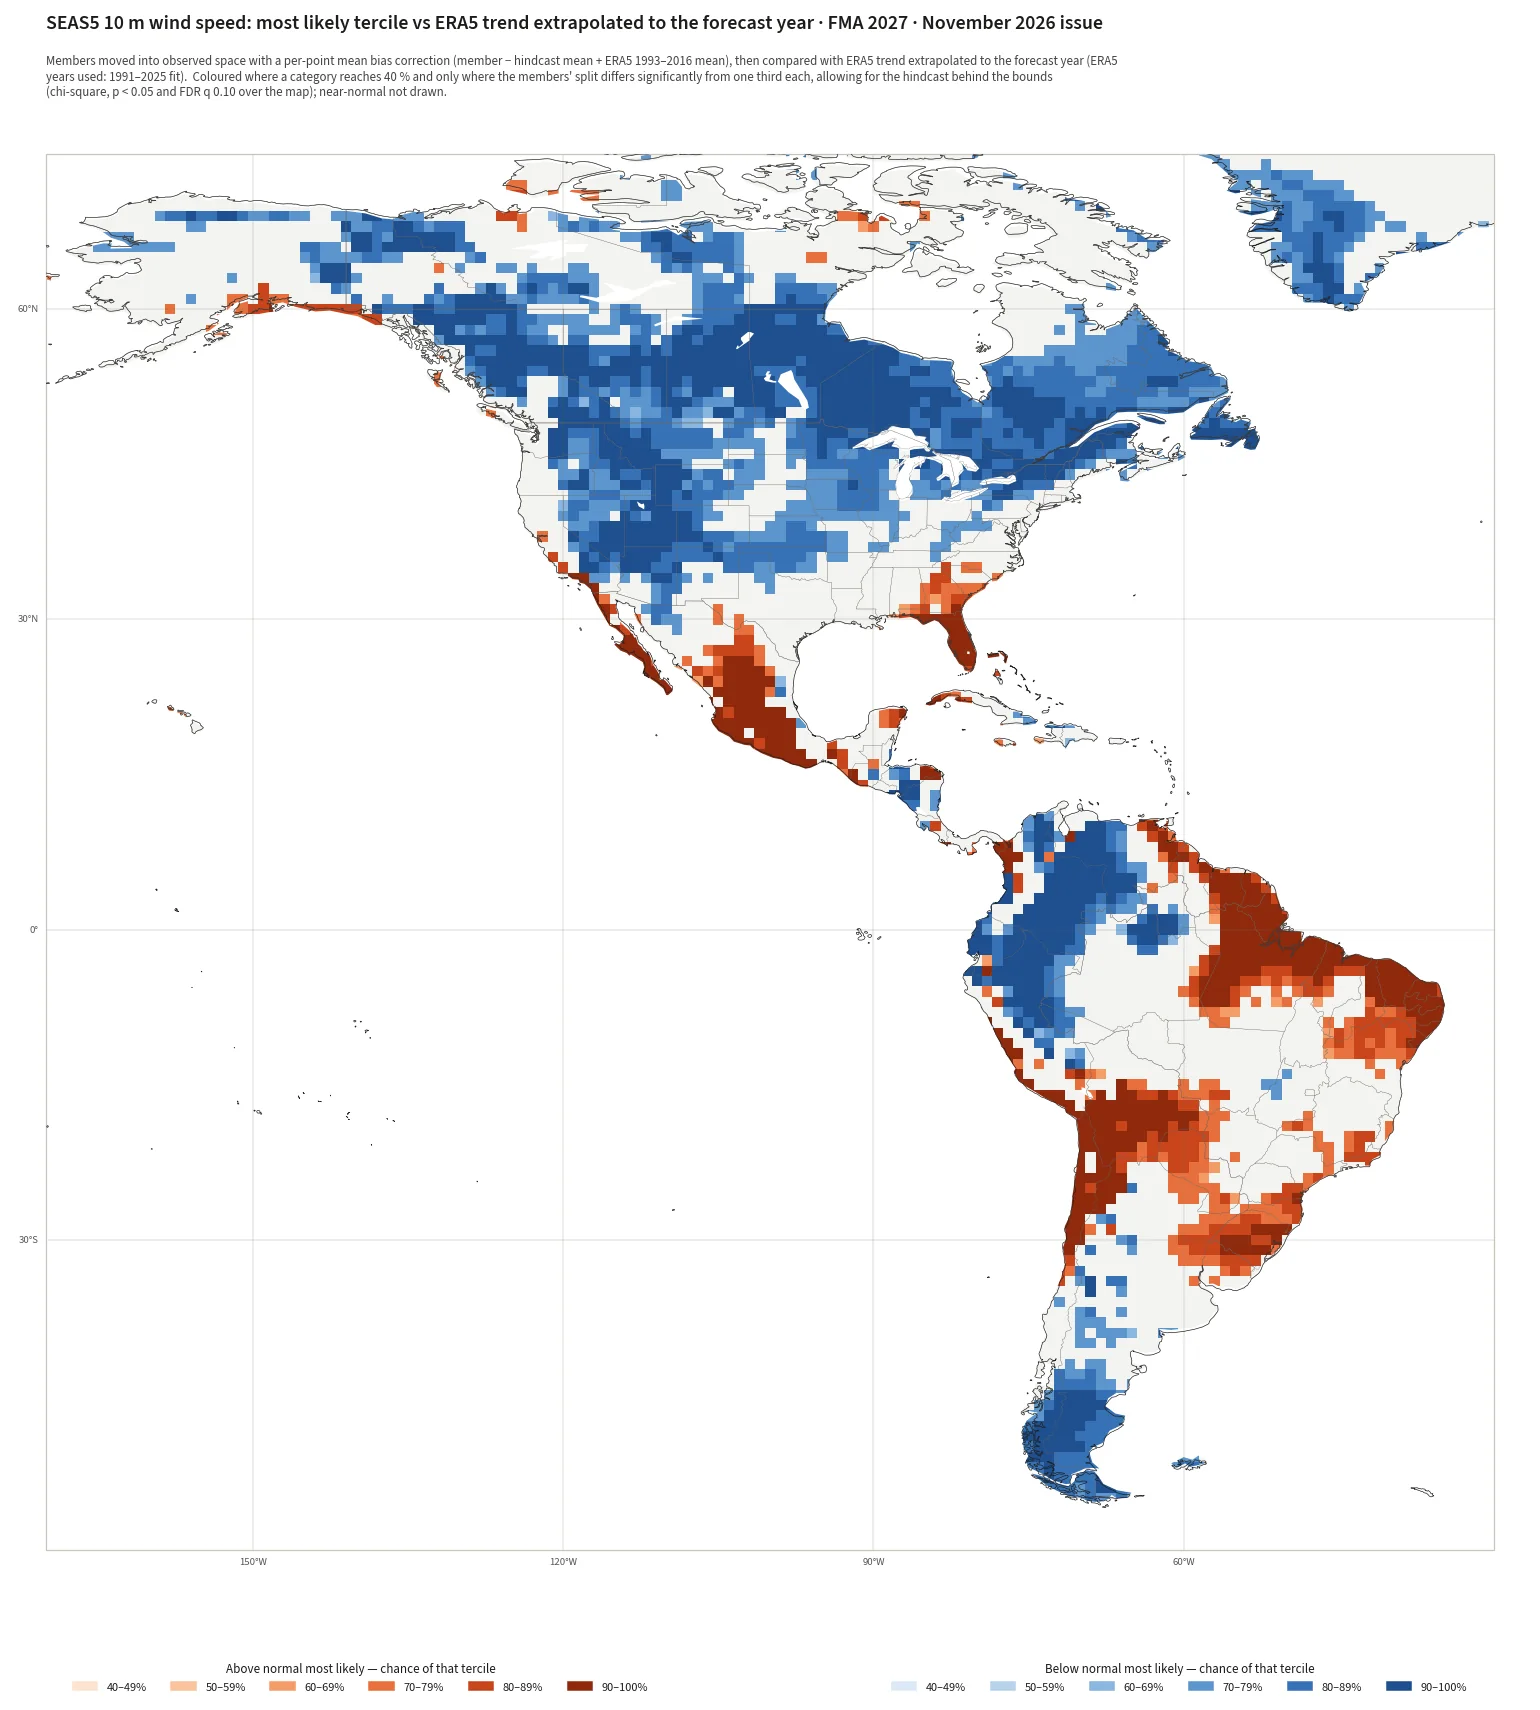 SEAS5 10 m wind speed: most likely tercile vs ERA5 trend extrapolated to the forecast year · FMA 2027 · November 2026 issue
Members moved into observed space with a per-point mean bias correction (member − hindcast mean + ERA5 1993–2016 mean), then compared with ERA5 trend extrapolated to the forecast year (ERA5
years used: 1991–2025 fit). Coloured where a category reaches 40 % and only where the members' split differs significantly from one third each, allowing for the hindcast behind the bounds
(chi-square, p < 0.05 and FDR q 0.10 over the map); near-normal not drawn.
60°N
30°N
0°
30°S
150°W 120°W 90°W 60°W
Above normal most likely — chance of that tercile
40–49% 50–59% 60–69% 70–79% 80–89% 90–100%
Below normal most likely — chance of that tercile
40–49% 50–59% 60–69% 70–79% 80–89% 90–100%